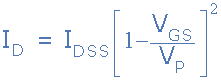 I_D = I_DSS [1 - V_GS / V_P]^2